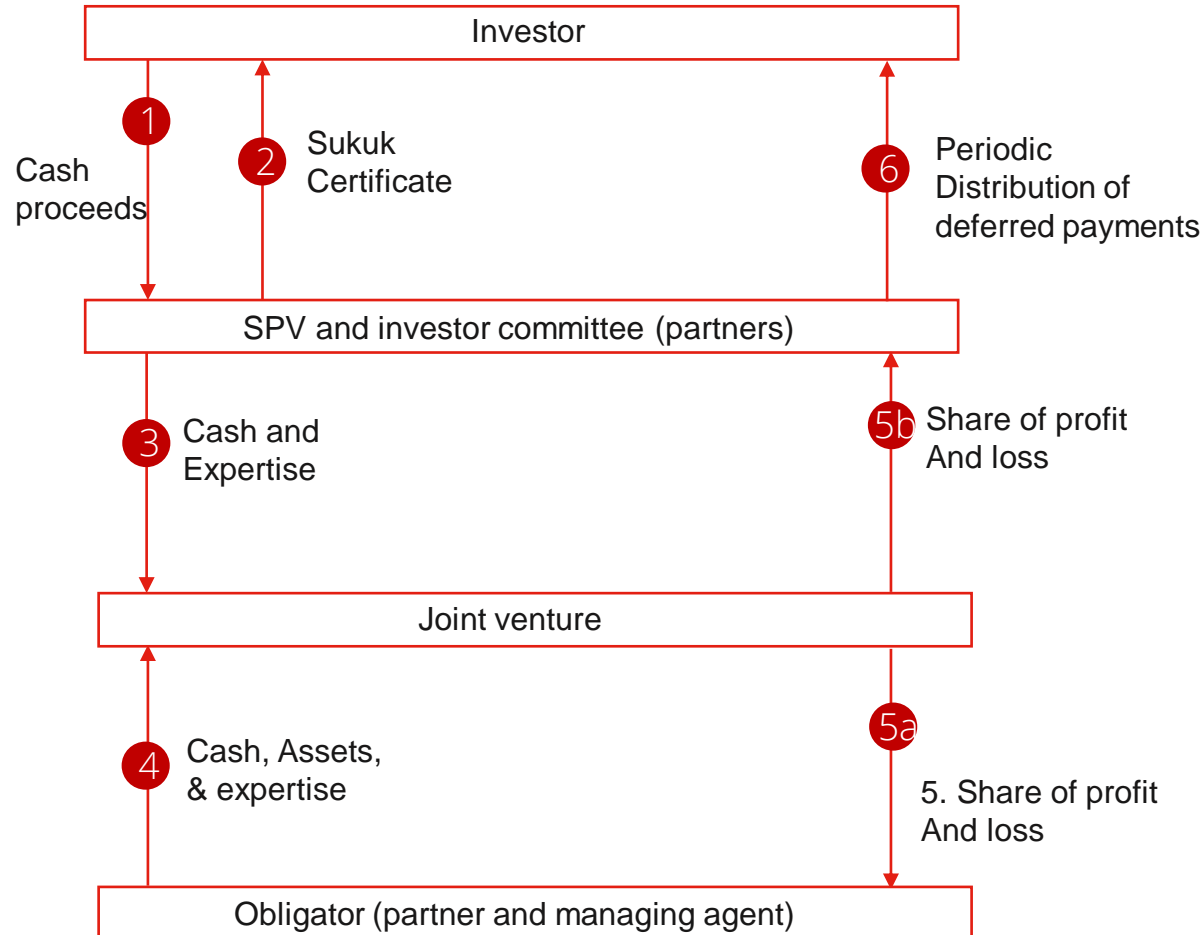 Investor
1
Cash
proceeds
2
Sukuk
Certificate
6
Periodic
Distribution of
deferred payments
SPV and investor committee (partners)
3
Cash and
Expertise
5b
Share of profit
And loss
Joint venture
4
Cash, Assets,
& expertise
5a
5. Share of profit
And loss
Obligator (partner and managing agent)